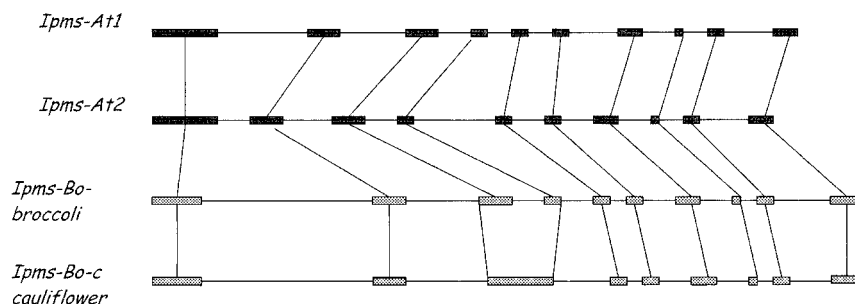 Ipms-At1
Ipms-At2
Ipms-Bo-
broccoli
Ipms-Bo-c
cauliflower